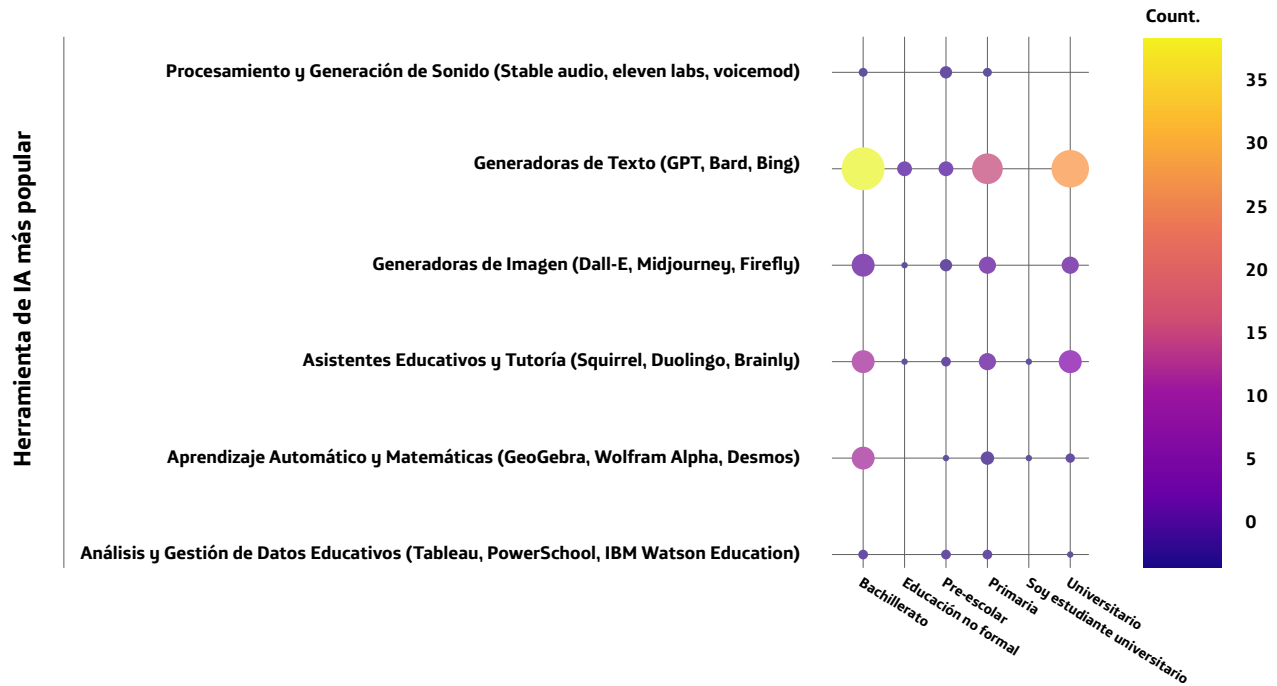 Count.
Herramienta de IA más popular
Procesamiento y Generación de Sonido (Stable audio, eleven labs, voicemod)
Generadoras de Texto (GPT, Bard, Bing)
Generadoras de Imagen (Dall-E, Midjourney, Firefly)
Asistentes Educativos y Tutoría (Squirrel, Duolingo, Brainly)
Aprendizaje Automático y Matemáticas (GeoGebra, Wolfram Alpha, Desmos)
Análisis y Gestión de Datos Educativos (Tableau, PowerSchool, IBM Watson Education)
Bachillerato
Educación no formal
Pre-escolar
Primaria
Soy estudiante universitario
Universitario
35
30
25
20
15
10
5
0